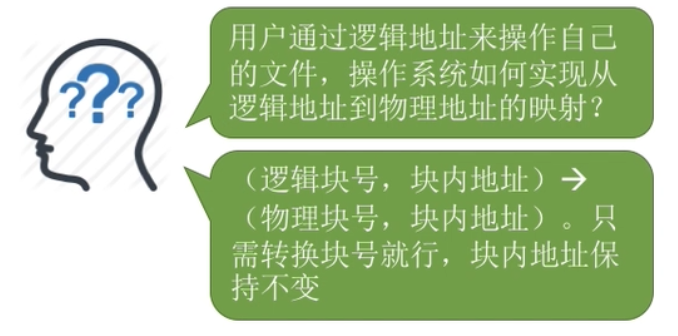 ???
用户通过逻辑地址来操作自己
的文件，操作系统如何实现从
逻辑地址到物理地址的映射？
（逻辑块号，块内地址）→
（物理块号，块内地址）。只
需转换块号就行，块内地址保
持不变